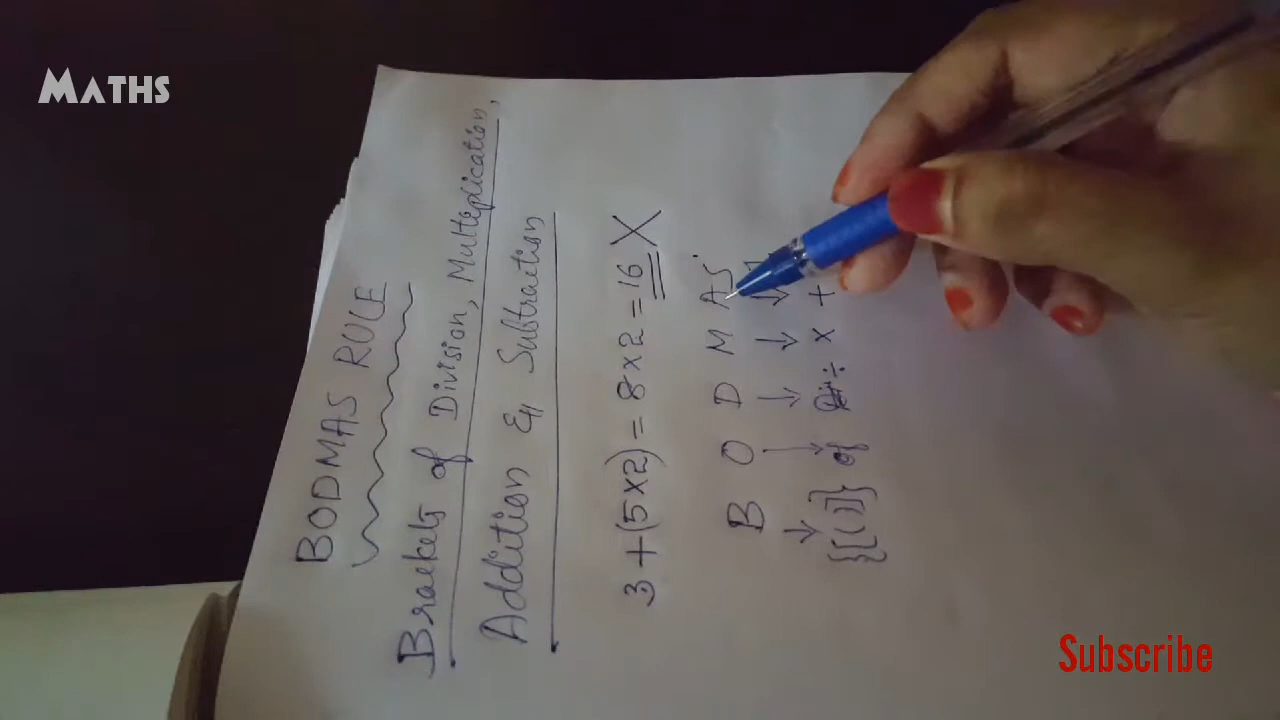 MATHS
BODMAS RULE
Brackets of Division, Multiplication,
Addition & Subtraction
3+(5×2) = 8×2 = 16 X
B O D M A S
{[()]} of ÷ × +
Subscribe